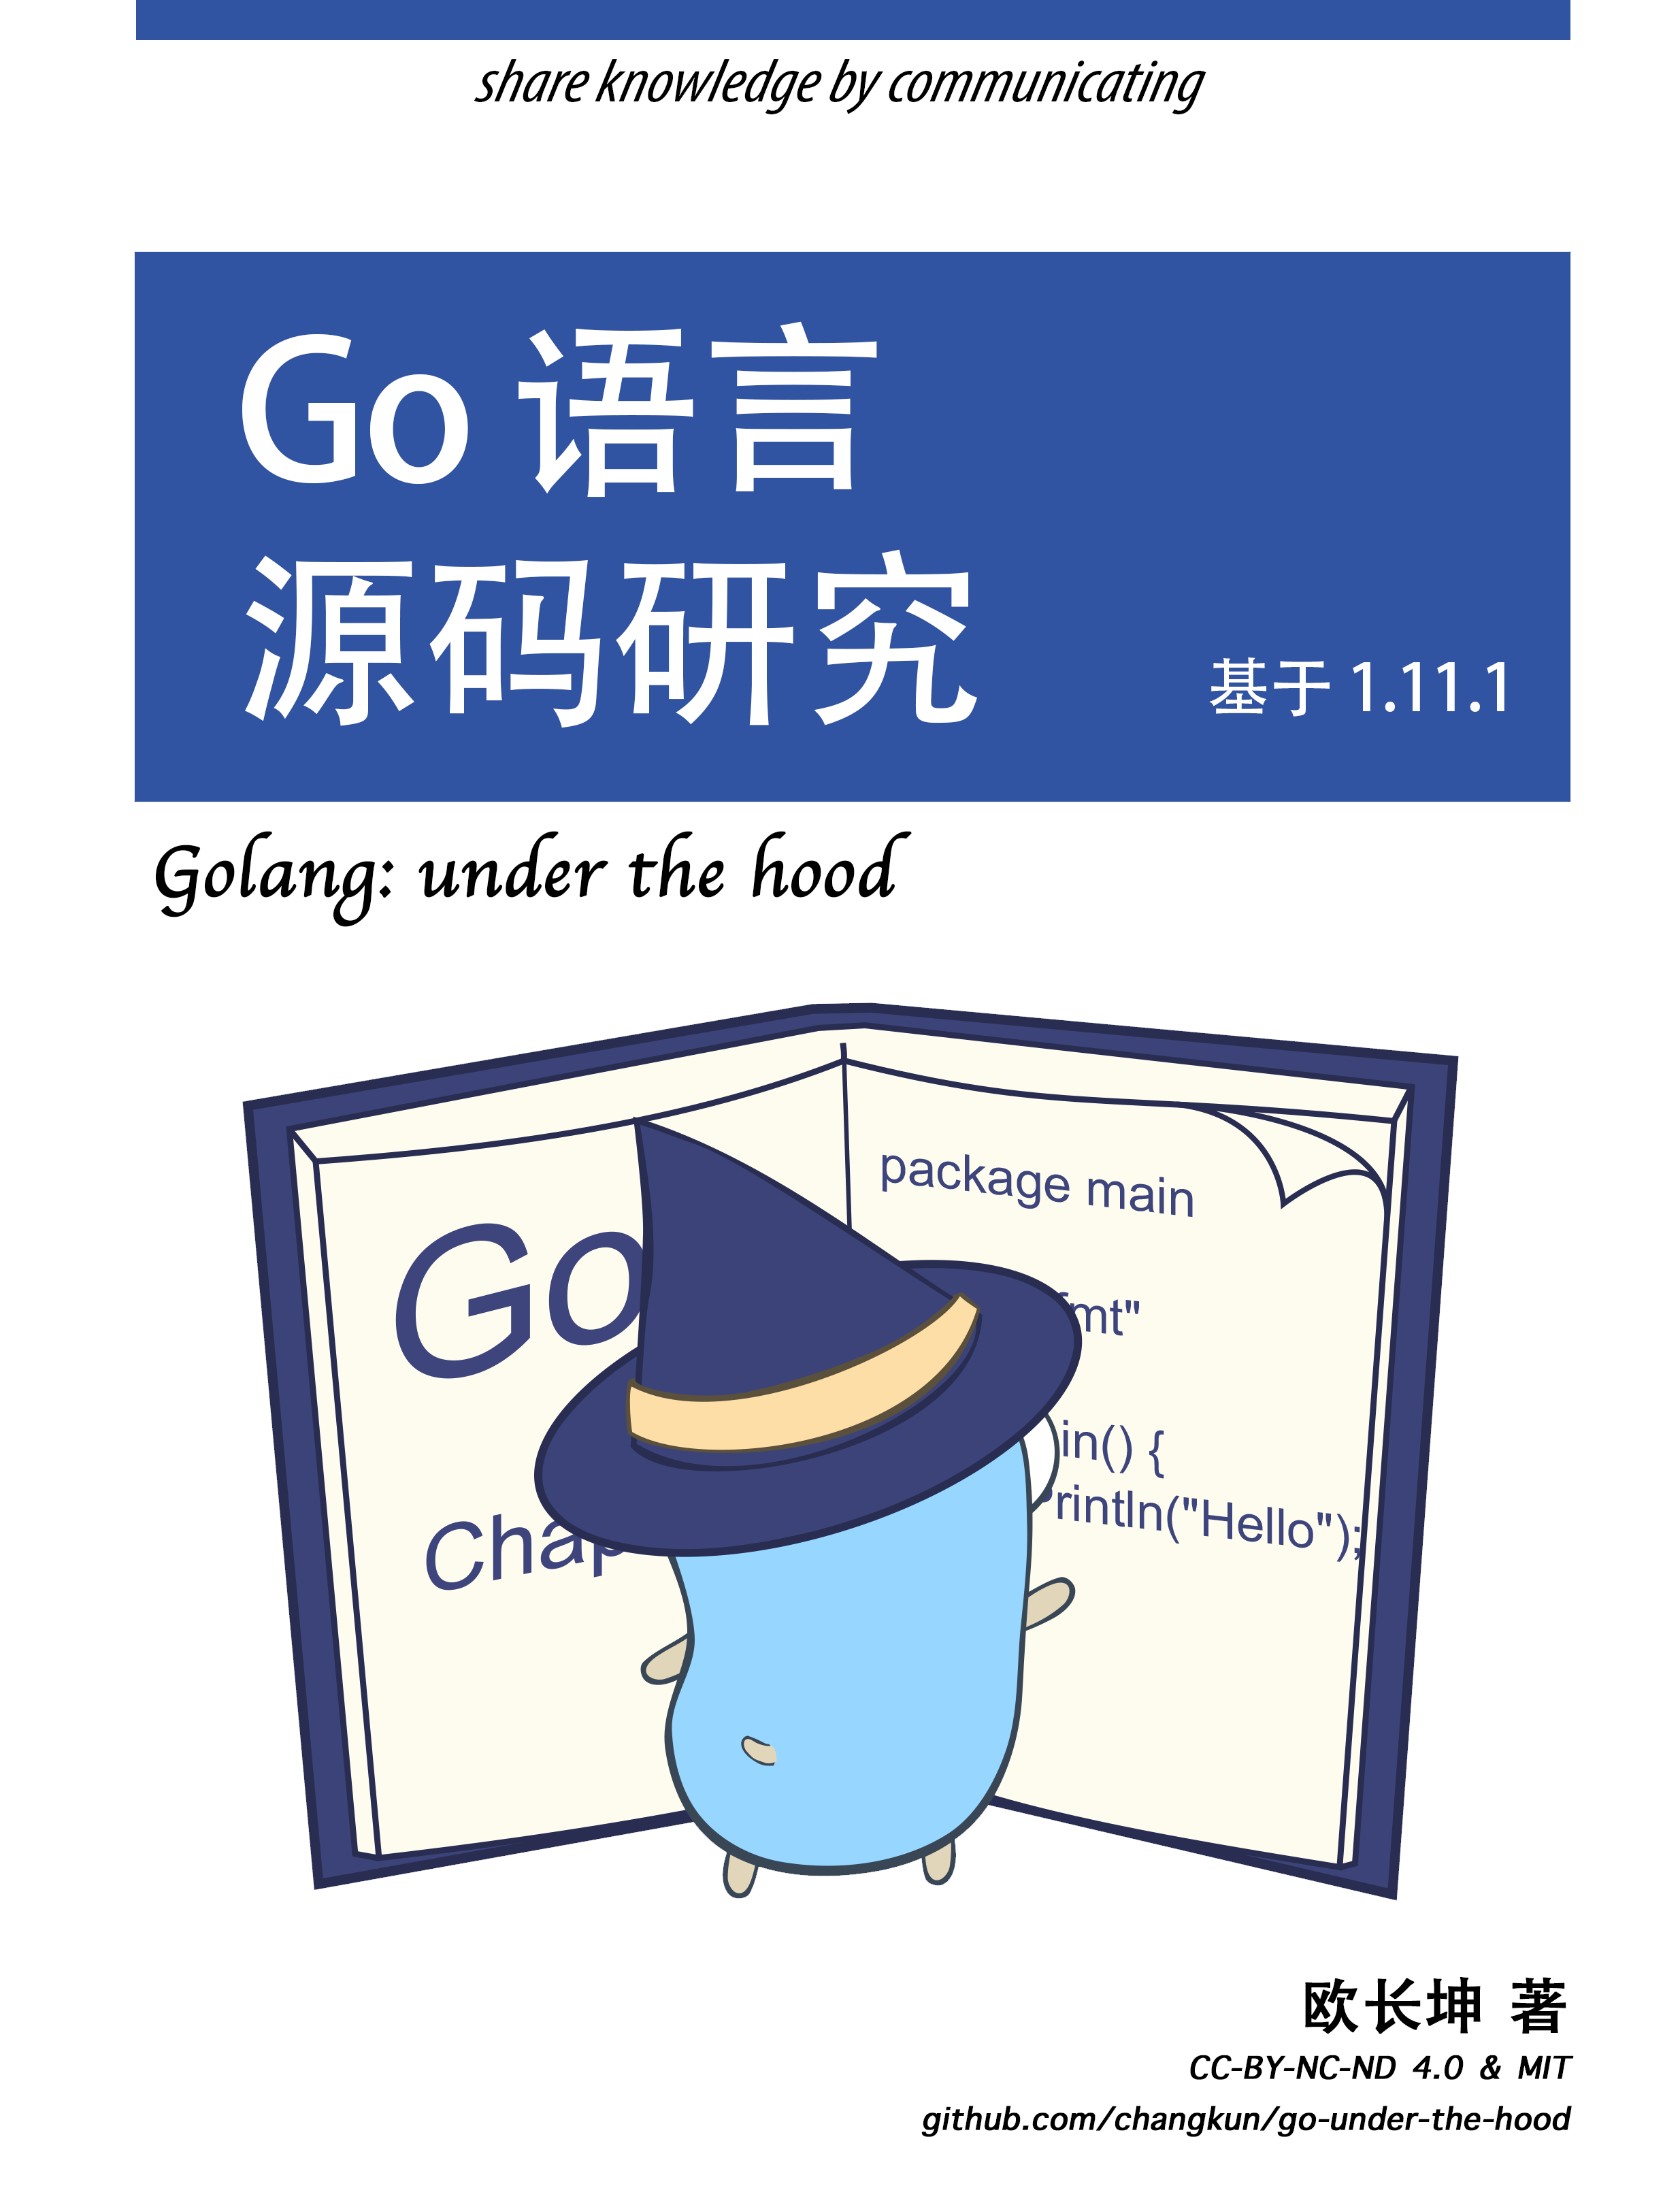 share knowledge by communicating
Go 语言
源码研究
基于 1.11.1
Golang: under the hood
Go
Chap
package main
fmt"
in() {
rintln("Hello");
欧长坤 著
CC-BY-NC-ND 4.0 & MIT
github.com/changkun/go-under-the-hood